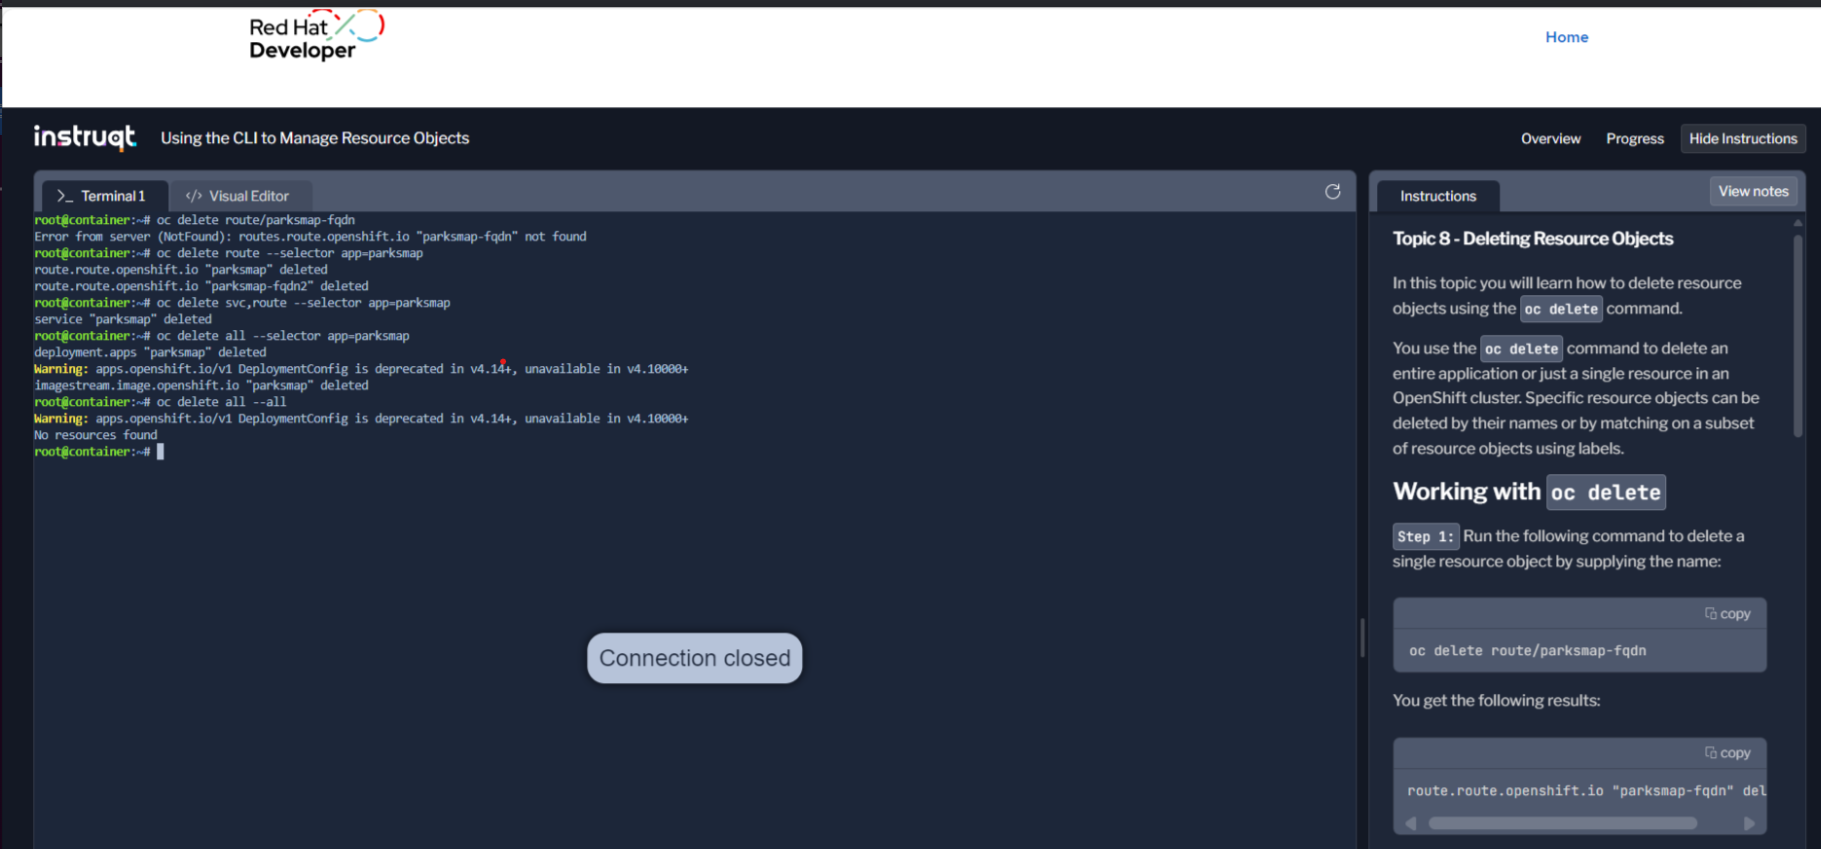 Red Hat
Developer
Home
instruqt
Using the CLI to Manage Resource Objects
Overview
Progress
Hide Instructions
>_ Terminal 1
</> Visual Editor
root@container:~# oc delete route/parksmap-fqdn
Error from server (NotFound): routes.route.openshift.io "parksmap-fqdn" not found
root@container:~# oc delete route --selector app=parksmap
route.route.openshift.io "parksmap" deleted
route.route.openshift.io "parksmap-fqdn2" deleted
root@container:~# oc delete svc,route --selector app=parksmap
service "parksmap" deleted
root@container:~# oc delete all --selector app=parksmap
deployment.apps "parksmap" deleted
Warning: apps.openshift.io/v1 DeploymentConfig is deprecated in v4.14+, unavailable in v4.10000+
imagestream.image.openshift.io "parksmap" deleted
root@container:~# oc delete all --all
Warning: apps.openshift.io/v1 DeploymentConfig is deprecated in v4.14+, unavailable in v4.10000+
No resources found
root@container:~#
Connection closed
Instructions
View notes
Topic 8 - Deleting Resource Objects
In this topic you will learn how to delete resource
objects using the oc delete command.
You use the oc delete command to delete an
entire application or just a single resource in an
OpenShift cluster. Specific resource objects can be
deleted by their names or by matching on a subset
of resource objects using labels.
Working with oc delete
Step 1: Run the following command to delete a
single resource object by supplying the name:
copy
oc delete route/parksmap-fqdn
You get the following results:
copy
route.route.openshift.io "parksmap-fqdn" del